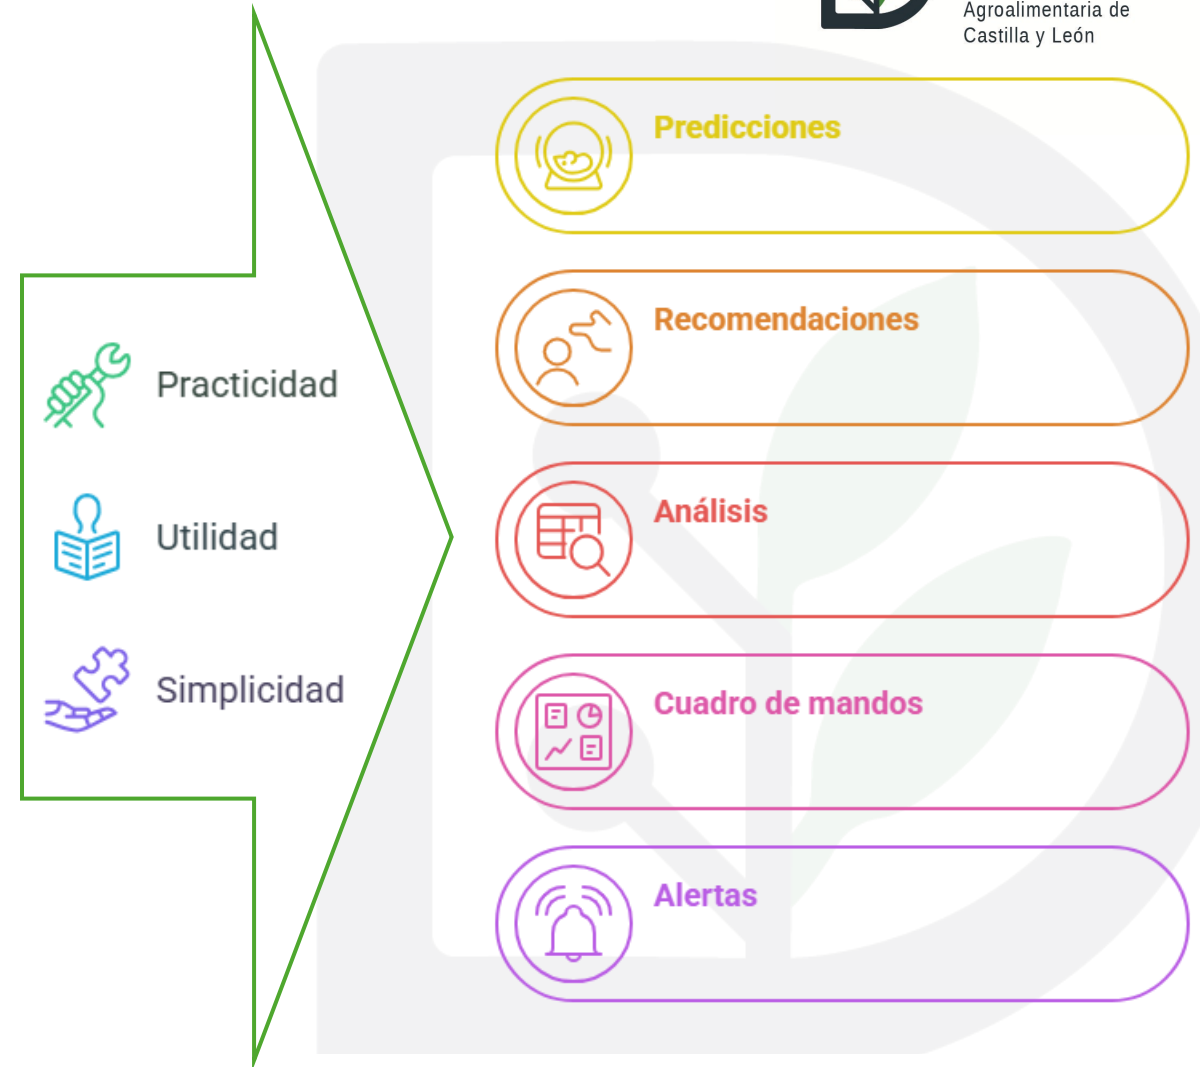 Agroalimentaria de
Castilla y León
Predicciones
Recomendaciones
Practicidad
Análisis
Utilidad
Simplicidad
Cuadro de mandos
Alertas